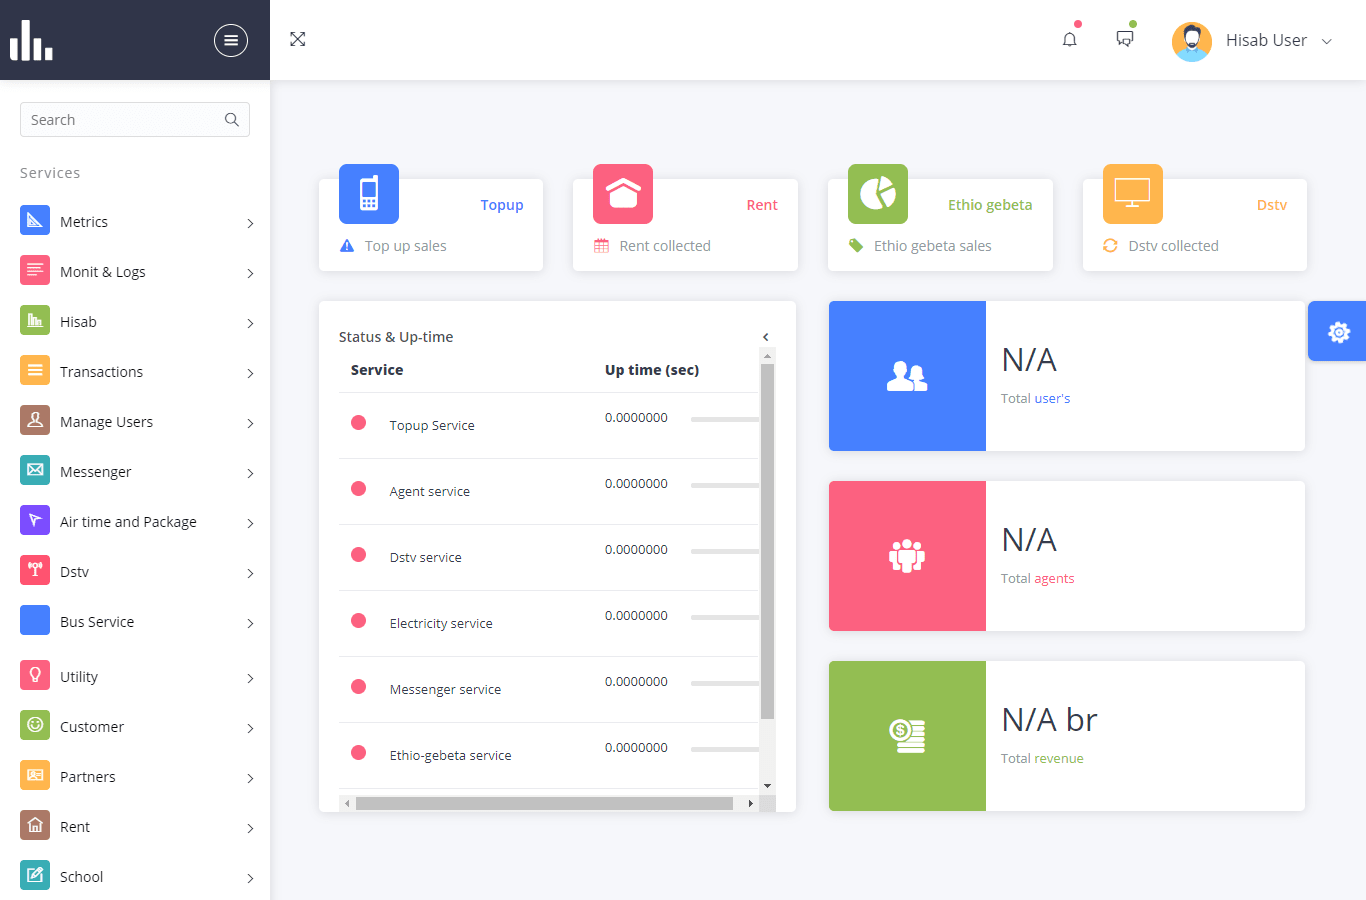 Hisab User
Search
Services
Metrics
Monit & Logs
Hisab
Transactions
Manage Users
Messenger
Air time and Package
Dstv
Bus Service
Utility
Customer
Partners
Rent
School
Topup
Top up sales
Rent
Rent collected
Ethio gebeta
Ethio gebeta sales
Dstv
Dstv collected
Status & Up-time
Service Up time (sec)
Topup Service 0.0000000
Agent service 0.0000000
Dstv service 0.0000000
Electricity service 0.0000000
Messenger service 0.0000000
Ethio-gebeta service 0.0000000
N/A
Total user's
N/A
Total agents
$
N/A br
Total revenue